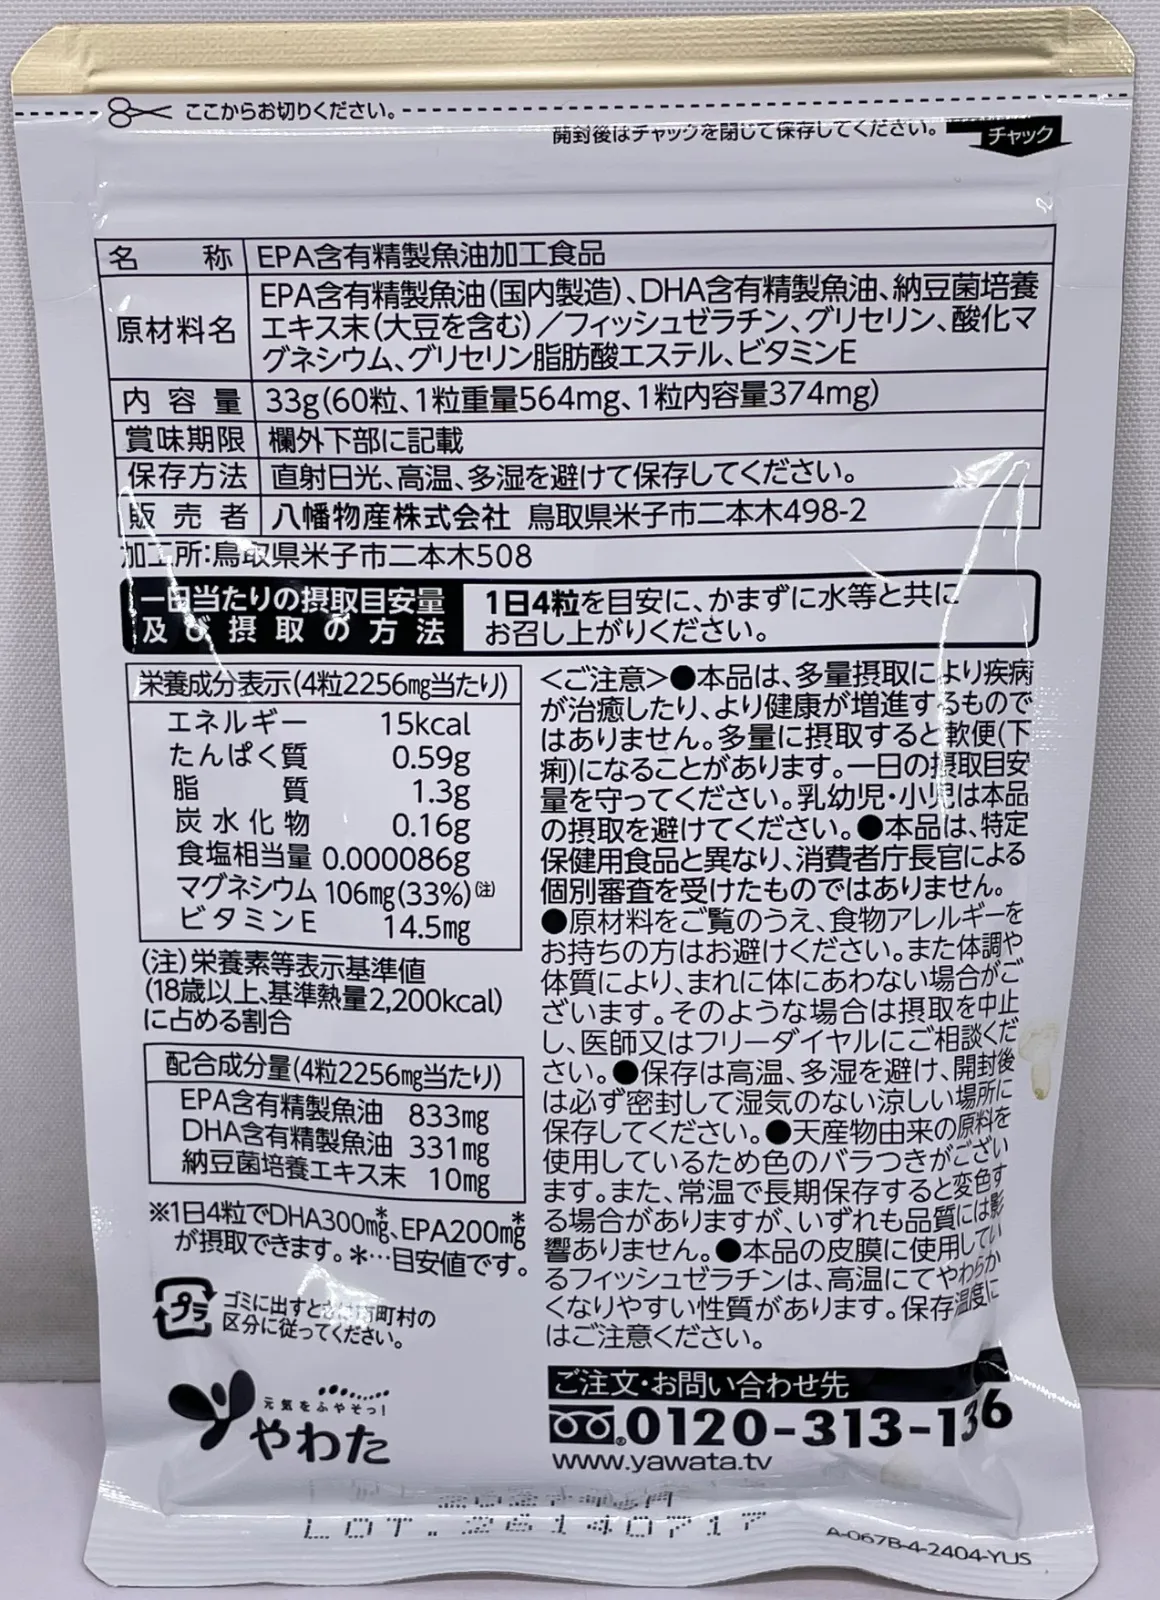 ここからお切りください。
開封後はチャックを閉じて保存してください。
チャック
名称 EPA含有精製魚油加工食品
原材料名 EPA含有精製魚油(国内製造)、DHA含有精製魚油、納豆菌培養
エキス末(大豆を含む)/フィッシュゼラチン、グリセリン、酸化マ
グネシウム、グリセリン脂肪酸エステル、ビタミンE
内容量 33g(60粒、1粒重量564mg、1粒内容量374mg)
賞味期限 欄外下部に記載
保存方法 直射日光、高温、多湿を避けて保存してください。
販売者 八幡物産株式会社 鳥取県米子市二本木498-2
加工所:鳥取県米子市二本木508
一日当たりの摂取目安量
及び摂取の方法
1日4粒を目安に、かまずに水等と共に
お召し上がりください。
栄養成分表示(4粒2256mg当たり)
エネルギー 15kcal
たんぱく質 0.59g
脂質 1.3g
炭水化物 0.16g
食塩相当量 0.000086g
マグネシウム 106mg(33%)(注)
ビタミンE 14.5mg
(注)栄養素等表示基準値
(18歳以上、基準熱量2,200kcal)
に占める割合
配合成分量(4粒2256mg当たり)
EPA含有精製魚油 833mg
DHA含有精製魚油 331mg
納豆菌培養エキス末 10mg
※1日4粒でDHA300mg*、EPA200mg*
が摂取できます。*…目安値です。
プラ
ゴミに出すときは市町村の
区分に従ってください。
元気をふやそっ!
やわた
<ご注意>●本品は、多量摂取により疾病
が治癒したり、より健康が増進するもので
はありません。多量に摂取すると軟便(下
痢)になることがあります。一日の摂取目安
量を守ってください。乳幼児・小児は本品
の摂取を避けてください。●本品は、特定
保健用食品と異なり、消費者庁長官による
個別審査を受けたものではありません。
●原材料をご覧のうえ、食物アレルギーを
お持ちの方はお避けください。また体調や
体質により、まれに体にあわない場合がご
ざいます。そのような場合は摂取を中止
し、医師又はフリーダイヤルにご相談くだ
さい。●保存は高温、多湿を避け、開封後
は必ず密封して湿気のない涼しい場所に
保存してください。●天産物由来の原料を
使用しているため色のバラつきがござい
ます。また、常温で長期保存すると変色す
る場合がありますが、いずれも品質には影
響ありません。●本品の皮膜に使用してい
るフィッシュゼラチンは、高温にてやわらか
くなりやすい性質があります。保存温度に
はご注意ください。
ご注文・お問い合わせ先
0120-313-136
www.yawata.tv
LOT.26140717
A-067B-4-2404-YUS